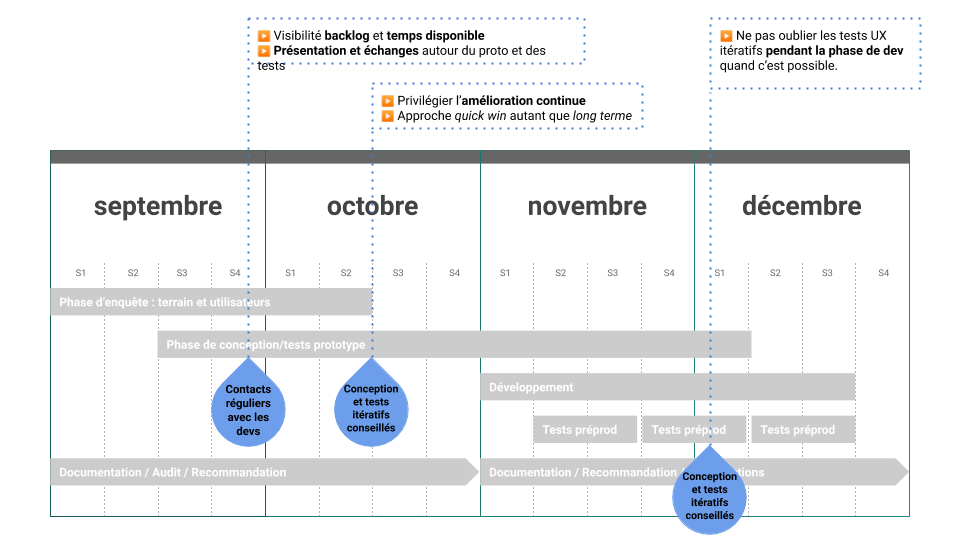 ▶ Visibilité backlog et temps disponible
▶ Présentation et échanges autour du proto et des
tests
▶ Ne pas oublier les tests UX
itératifs pendant la phase de dev
quand c’est possible.
▶ Privilégier l’amélioration continue
▶ Approche quick win autant que long terme
septembre octobre novembre décembre
S1 S2 S3 S4 S1 S2 S3 S4 S1 S2 S3 S4 S1 S2 S3 S4
Phase d’enquête : terrain et utilisateurs
Phase de conception/tests prototype
Développement
Contacts
réguliers
avec les
devs
Conception
et tests
itératifs
conseillés
Tests préprod Tests préprod Tests préprod
Documentation / Audit / Recommandation
Documentation / Recommandation /
Conception
et tests
itératifs
conseillés